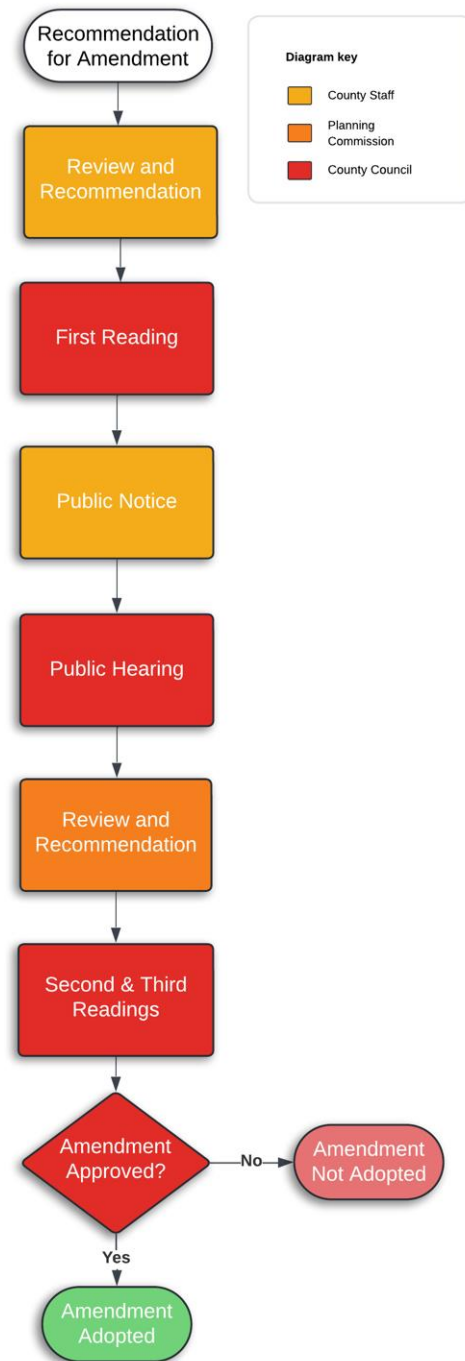 Recommendation
for Amendment
Diagram key
County Staff
Planning
Commission
County Council
Review and
Recommendation
First Reading
Public Notice
Public Hearing
Review and
Recommendation
Second & Third
Readings
Amendment
Approved?
No
Amendment
Not Adopted
Yes
Amendment
Adopted